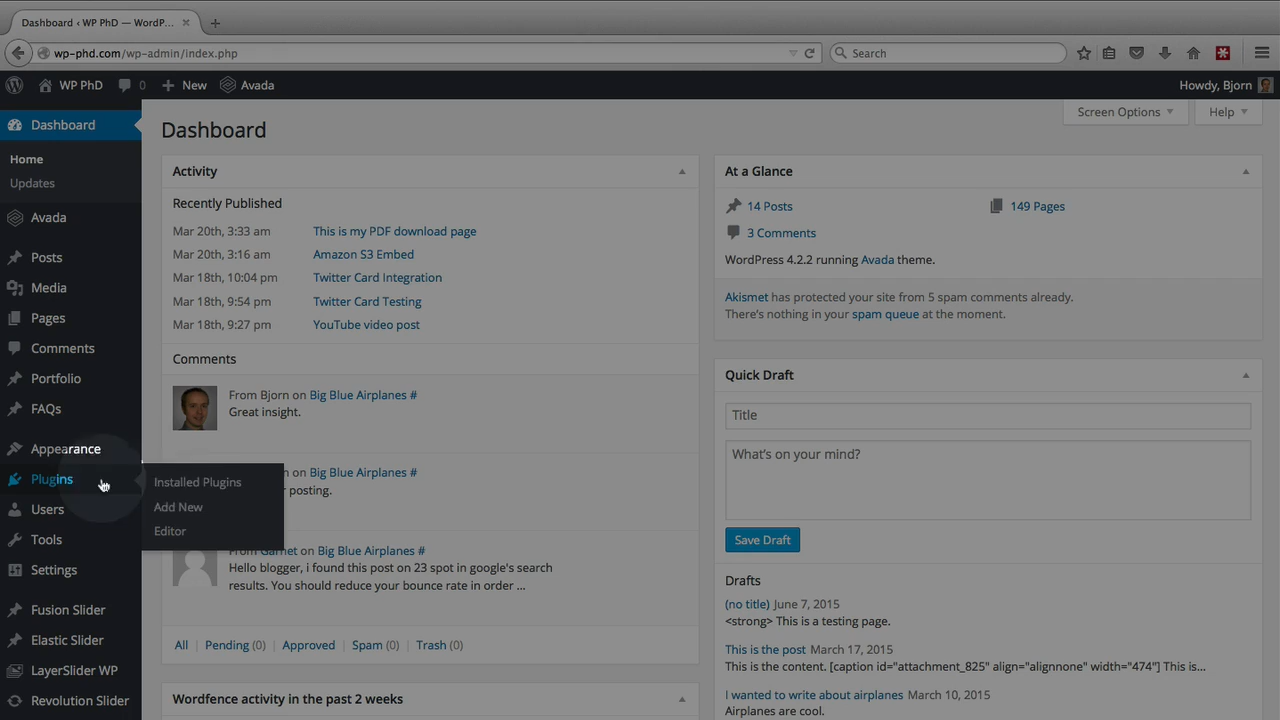 Dashboard ‹ WP PhD — WordP...
wp-phd.com/wp-admin/index.php
Search
WP PhD
0
New
Avada
Howdy, Bjorn
Dashboard
Home
Updates
Avada
Posts
Media
Pages
Comments
Portfolio
FAQs
Appearance
Plugins
Users
Tools
Settings
Fusion Slider
Elastic Slider
LayerSlider WP
Revolution Slider
Installed Plugins
Add New
Editor
Screen Options
Help
Dashboard
Activity
Recently Published
Mar 20th, 3:33 am This is my PDF download page
Mar 20th, 3:16 am Amazon S3 Embed
Mar 18th, 10:04 pm Twitter Card Integration
Mar 18th, 9:54 pm Twitter Card Testing
Mar 18th, 9:27 pm YouTube video post
Comments
From Bjorn on Big Blue Airplanes #
Great insight.
n on Big Blue Airplanes #
posting.
From Garnet on Big Blue Airplanes #
Hello blogger, i found this post on 23 spot in google's search
results. You should reduce your bounce rate in order ...
All | Pending (0) | Approved | Spam (0) | Trash (0)
Wordfence activity in the past 2 weeks
At a Glance
14 Posts
149 Pages
3 Comments
WordPress 4.2.2 running Avada theme.
Akismet has protected your site from 5 spam comments already.
There's nothing in your spam queue at the moment.
Quick Draft
Title
What's on your mind?
Save Draft
Drafts
(no title) June 7, 2015
<strong> This is a testing page.
This is the post March 17, 2015
This is the content. [caption id="attachment_825" align="alignnone" width="474"] This is...
I wanted to write about airplanes March 10, 2015
Airplanes are cool.